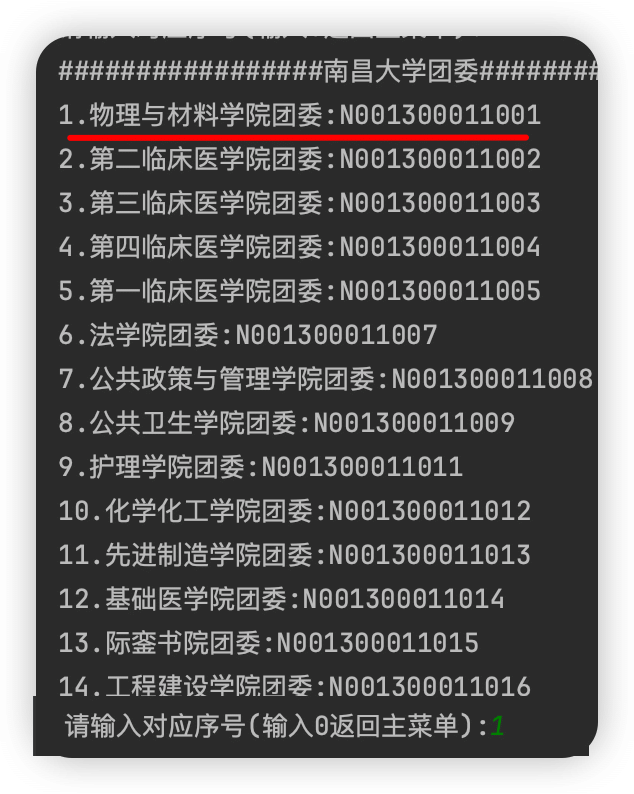 #################南昌大学团委########
1.物理与材料学院团委:N001300011001
2.第二临床医学院团委:N001300011002
3.第三临床医学院团委:N001300011003
4.第四临床医学院团委:N001300011004
5.第一临床医学院团委:N001300011005
6.法学院团委:N001300011007
7.公共政策与管理学院团委:N001300011008
8.公共卫生学院团委:N001300011009
9.护理学院团委:N001300011011
10.化学化工学院团委:N001300011012
11.先进制造学院团委:N001300011013
12.基础医学院团委:N001300011014
13.际銮书院团委:N001300011015
14.工程建设学院团委:N001300011016
请输入对应序号(输入0返回主菜单):1